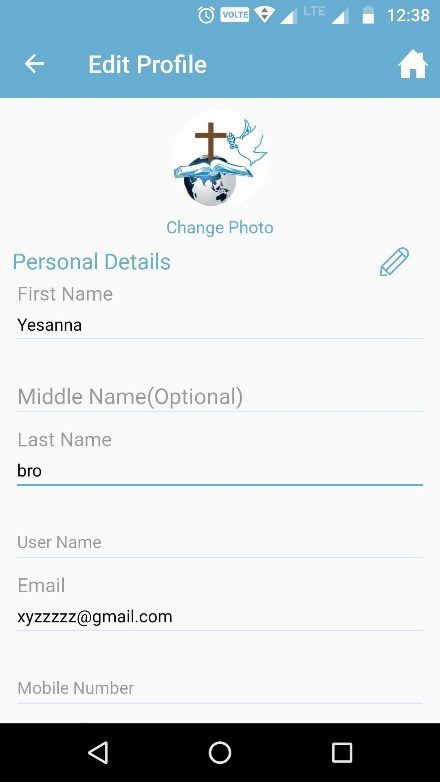 VOLTE LTE 12:38
Edit Profile
Change Photo
Personal Details
First Name
Yesanna
Middle Name(Optional)
Last Name
bro
User Name
Email
xyzzzzz@gmail.com
Mobile Number